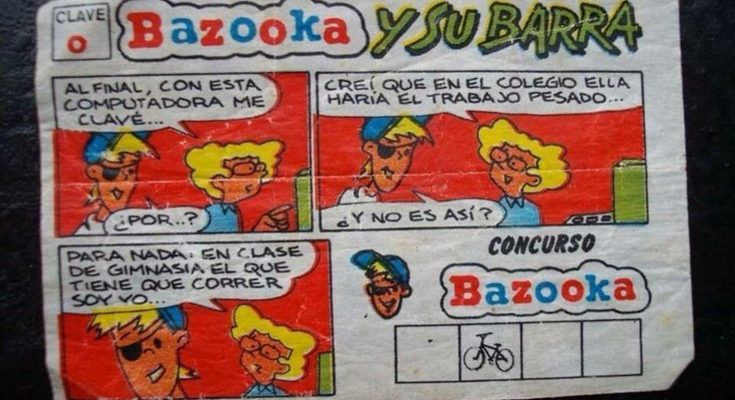 CLAVE
O
Bazooka Y SU BARRA
AL FINAL, CON ESTA
COMPUTADORA ME
CLAVÉ...
¿POR..?
CREÍ QUE EN EL COLEGIO ELLA
HARÍA EL TRABAJO PESADO...
¿Y NO ES ASÍ?
PARA NADA: EN CLASE
DE GIMNASIA EL QUE
TIENE QUE CORRER
SOY YO...
CONCURSO
Bazooka